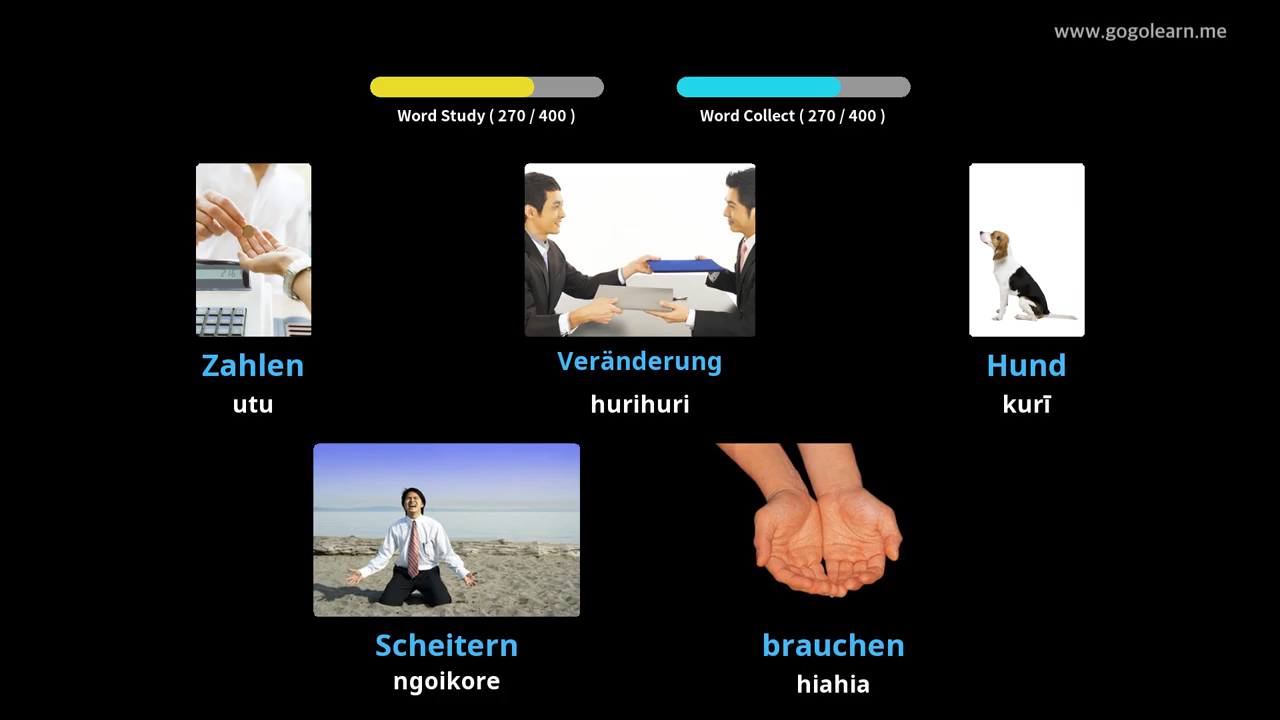 www.gogolearn.me
Word Study ( 270 / 400 )
Word Collect ( 270 / 400 )
Zahlen
utu
Veränderung
hurihuri
Hund
kurī
Scheitern
ngoikore
brauchen
hiahia